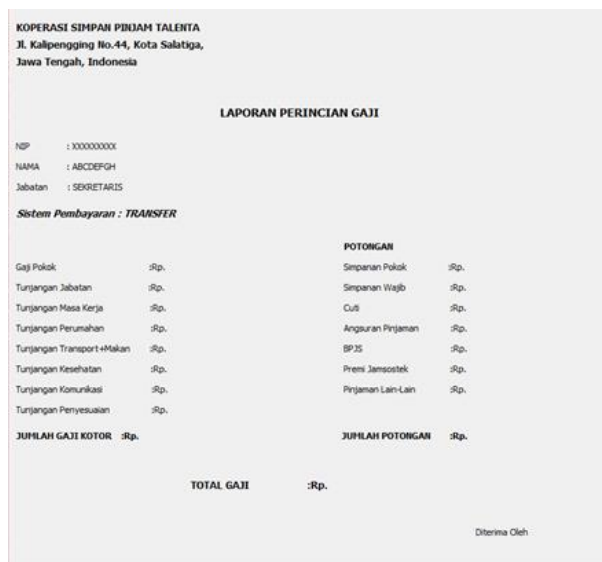 KOPERASI SIMPAN PINJAM TALENTA
Jl. Kalipengging No.44, Kota Salatiga,
Jawa Tengah, Indonesia
LAPORAN PERINCIAN GAJI
NIP : XXXXXXXXX
NAMA : ABCDEFGH
Jabatan : SEKRETARIS
Sistem Pembayaran : TRANSFER
POTONGAN
Gaji Pokok :Rp. Simpanan Pokok :Rp.
Tunjangan Jabatan :Rp. Simpanan Wajib :Rp.
Tunjangan Masa Kerja :Rp. Cuti :Rp.
Tunjangan Perumahan :Rp. Angsuran Pinjaman :Rp.
Tunjangan Transport+Makan :Rp. BPJS :Rp.
Tunjangan Kesehatan :Rp. Premi Jamsostek :Rp.
Tunjangan Komunikasi :Rp. Pinjaman Lain-Lain :Rp.
Tunjangan Penyesuaian :Rp.
JUMLAH GAJI KOTOR :Rp. JUMLAH POTONGAN :Rp.
TOTAL GAJI :Rp.
Diterima Oleh